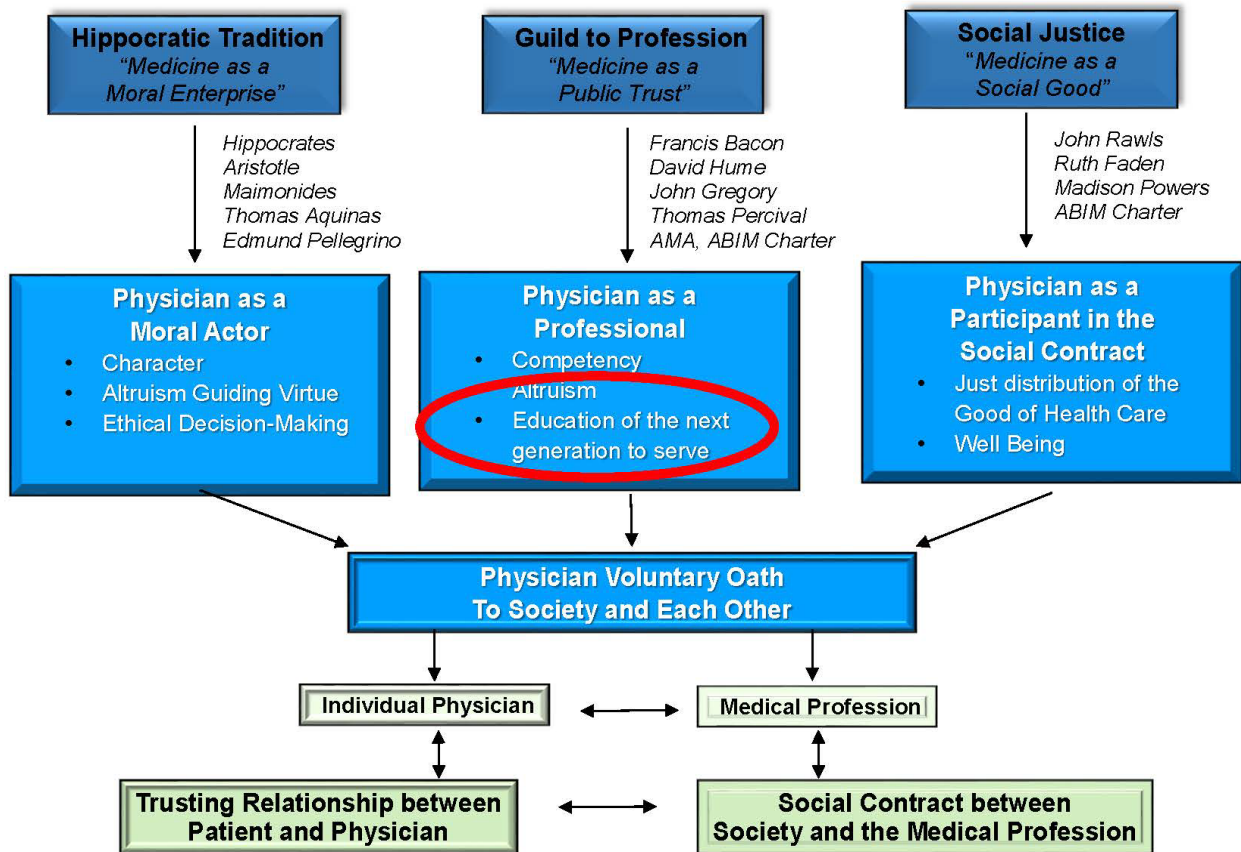 Hippocratic Tradition
“Medicine as a
Moral Enterprise”
Guild to Profession
“Medicine as a
Public Trust”
Social Justice
“Medicine as a
Social Good”
Hippocrates
Aristotle
Maimonides
Thomas Aquinas
Edmund Pellegrino
Francis Bacon
David Hume
John Gregory
Thomas Percival
AMA, ABIM Charter
John Rawls
Ruth Faden
Madison Powers
ABIM Charter
Physician as a
Moral Actor
• Character
• Altruism Guiding Virtue
• Ethical Decision-Making
Physician as a
Professional
• Competency
Altruism
• Education of the next
generation to serve
Physician as a
Participant in the
Social Contract
• Just distribution of the
Good of Health Care
• Well Being
Physician Voluntary Oath
To Society and Each Other
Individual Physician
Medical Profession
Trusting Relationship between
Patient and Physician
Social Contract between
Society and the Medical Profession